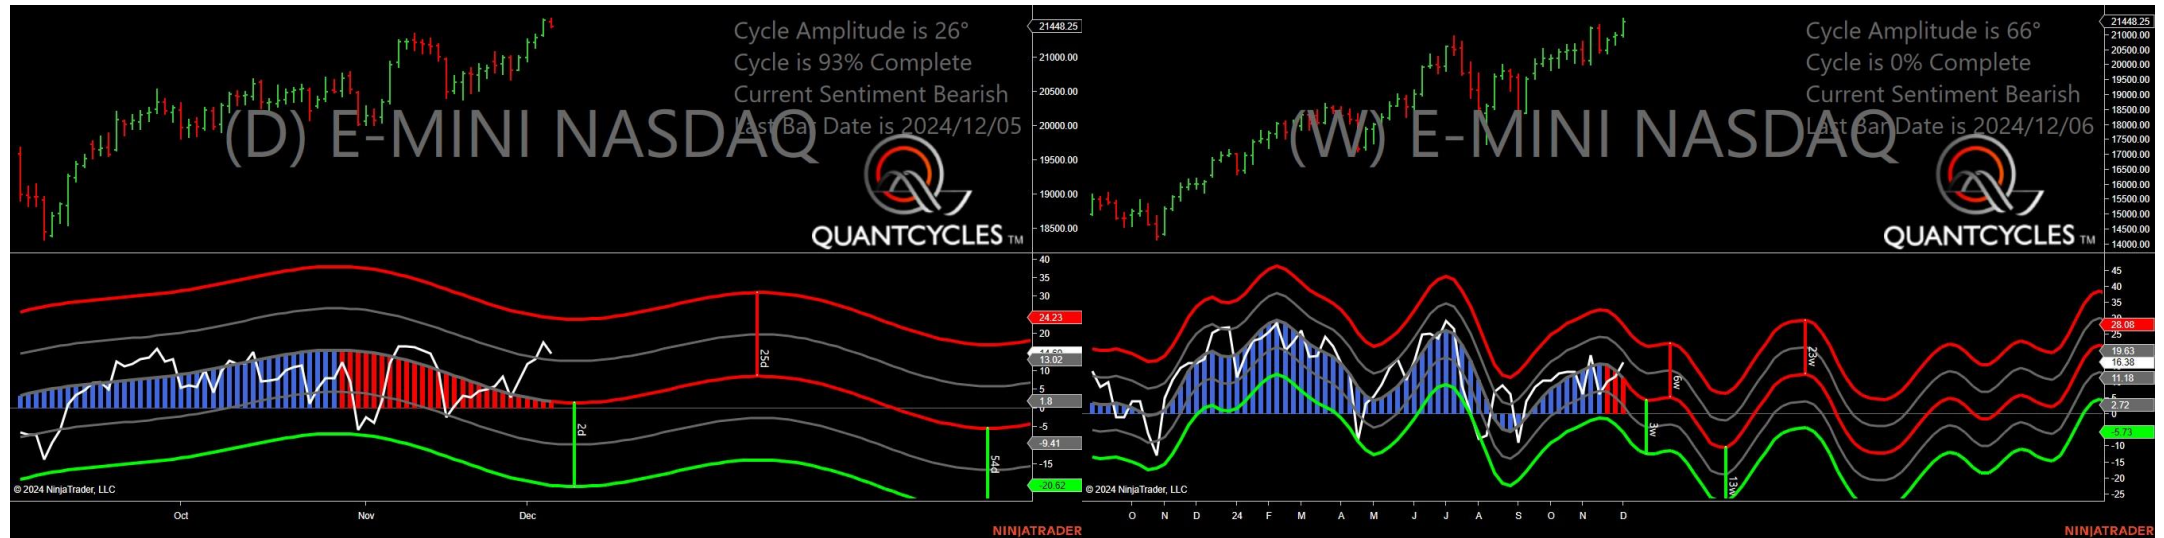 Cycle Amplitude is 26°
Cycle is 93% Complete
Current Sentiment Bearish
Last Bar Date is 2024/12/05
(D) E-MINI NASDAQ
QUANTCYCLES TM
21448.25
21000.00
20500.00
20000.00
19500.00
19000.00
18500.00
40
35
30
24.23
20
13.02
10
5
1.8
0
-5
-9.41
-15
-20.62
25d
2d
54d
© 2024 NinjaTrader, LLC
Oct
Nov
Dec
NINJATRADER
Cycle Amplitude is 66°
Cycle is 0% Complete
Current Sentiment Bearish
Last Bar Date is 2024/12/06
(W) E-MINI NASDAQ
QUANTCYCLES TM
21448.25
21000.00
20500.00
20000.00
19500.00
19000.00
18500.00
18000.00
17500.00
17000.00
16500.00
16000.00
15500.00
15000.00
14500.00
14000.00
45
40
35
28.08
19.63
16.38
11.18
2.72
0
-5.73
-10
-15
-20
-25
6w
3w
23w
13w
© 2024 NinjaTrader, LLC
O
N
D
24
F
M
A
M
J
J
A
S
O
N
D
NINJATRADER